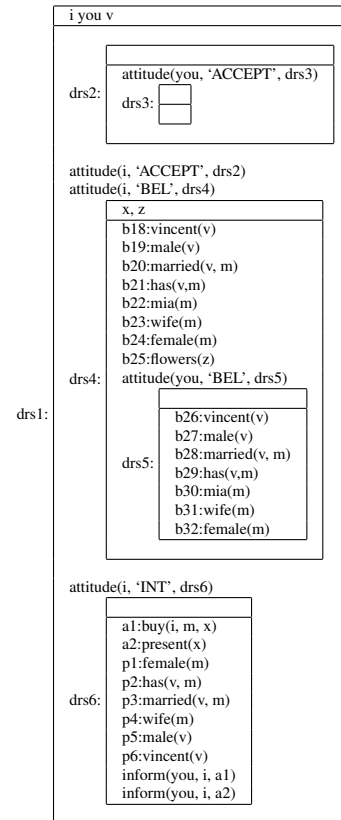 i you v
attitude(you, ‘ACCEPT’, drs3)
drs2:
drs3:
attitude(i, ‘ACCEPT’, drs2)
attitude(i, ‘BEL’, drs4)
x, z
b18:vincent(v)
b19:male(v)
b20:married(v, m)
b21:has(v,m)
b22:mia(m)
b23:wife(m)
b24:female(m)
b25:flowers(z)
drs4: attitude(you, ‘BEL’, drs5)
drs1:
b26:vincent(v)
b27:male(v)
b28:married(v, m)
drs5: b29:has(v,m)
b30:mia(m)
b31:wife(m)
b32:female(m)
attitude(i, ‘INT’, drs6)
a1:buy(i, m, x)
a2:present(x)
p1:female(m)
p2:has(v, m)
drs6: p3:married(v, m)
p4:wife(m)
p5:male(v)
p6:vincent(v)
inform(you, i, a1)
inform(you, i, a2)